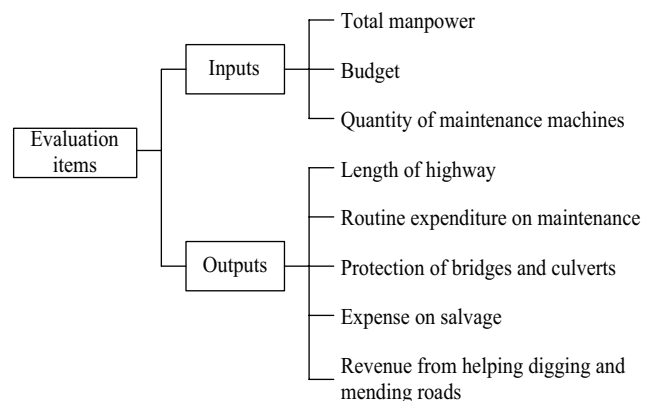 Total manpower
Inputs
Budget
Quantity of maintenance machines
Evaluation
items
Length of highway
Routine expenditure on maintenance
Outputs
Protection of bridges and culverts
Expense on salvage
Revenue from helping digging and
mending roads